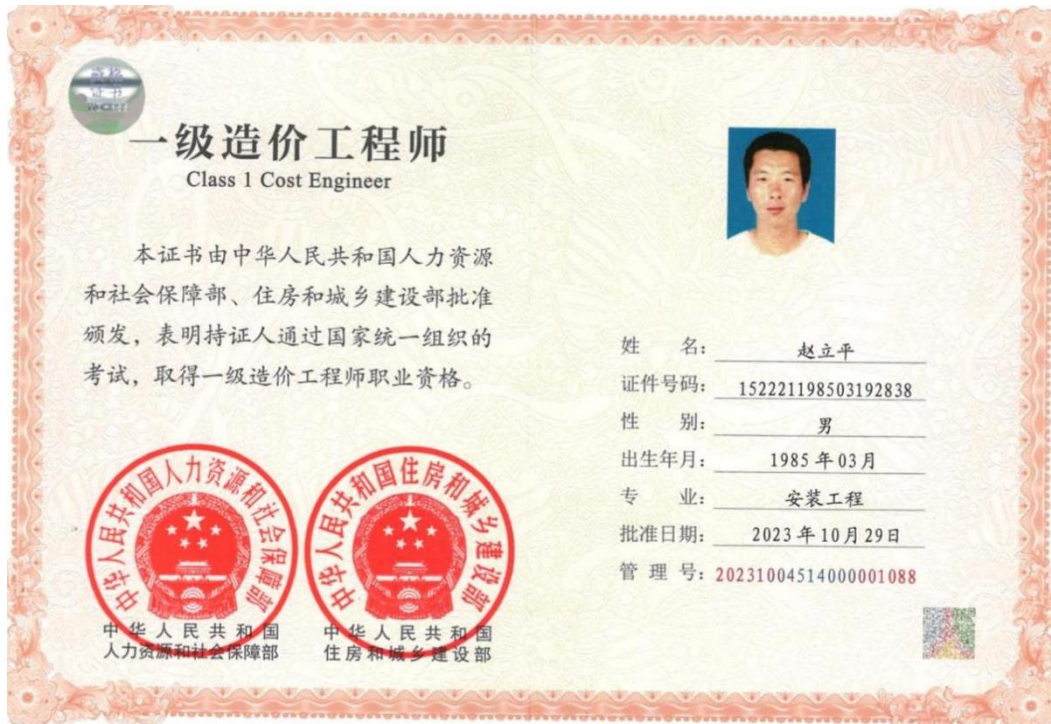 一级造价工程师
Class 1 Cost Engineer
本证书由中华人民共和国人力资源
和社会保障部、住房和城乡建设部批准
颁发，表明持证人通过国家统一组织的
考试，取得一级造价工程师职业资格。
中华人民共和国人力资源和社会保障部
中华人民共和国住房和城乡建设部
中华人民共和国
人力资源和社会保障部
中华人民共和国
住房和城乡建设部
姓 名： 赵立平
证件号码： 152221198503192838
性 别： 男
出生年月： 1985年03月
专 业： 安装工程
批准日期： 2023年10月29日
管 理 号： 20231004514000001088